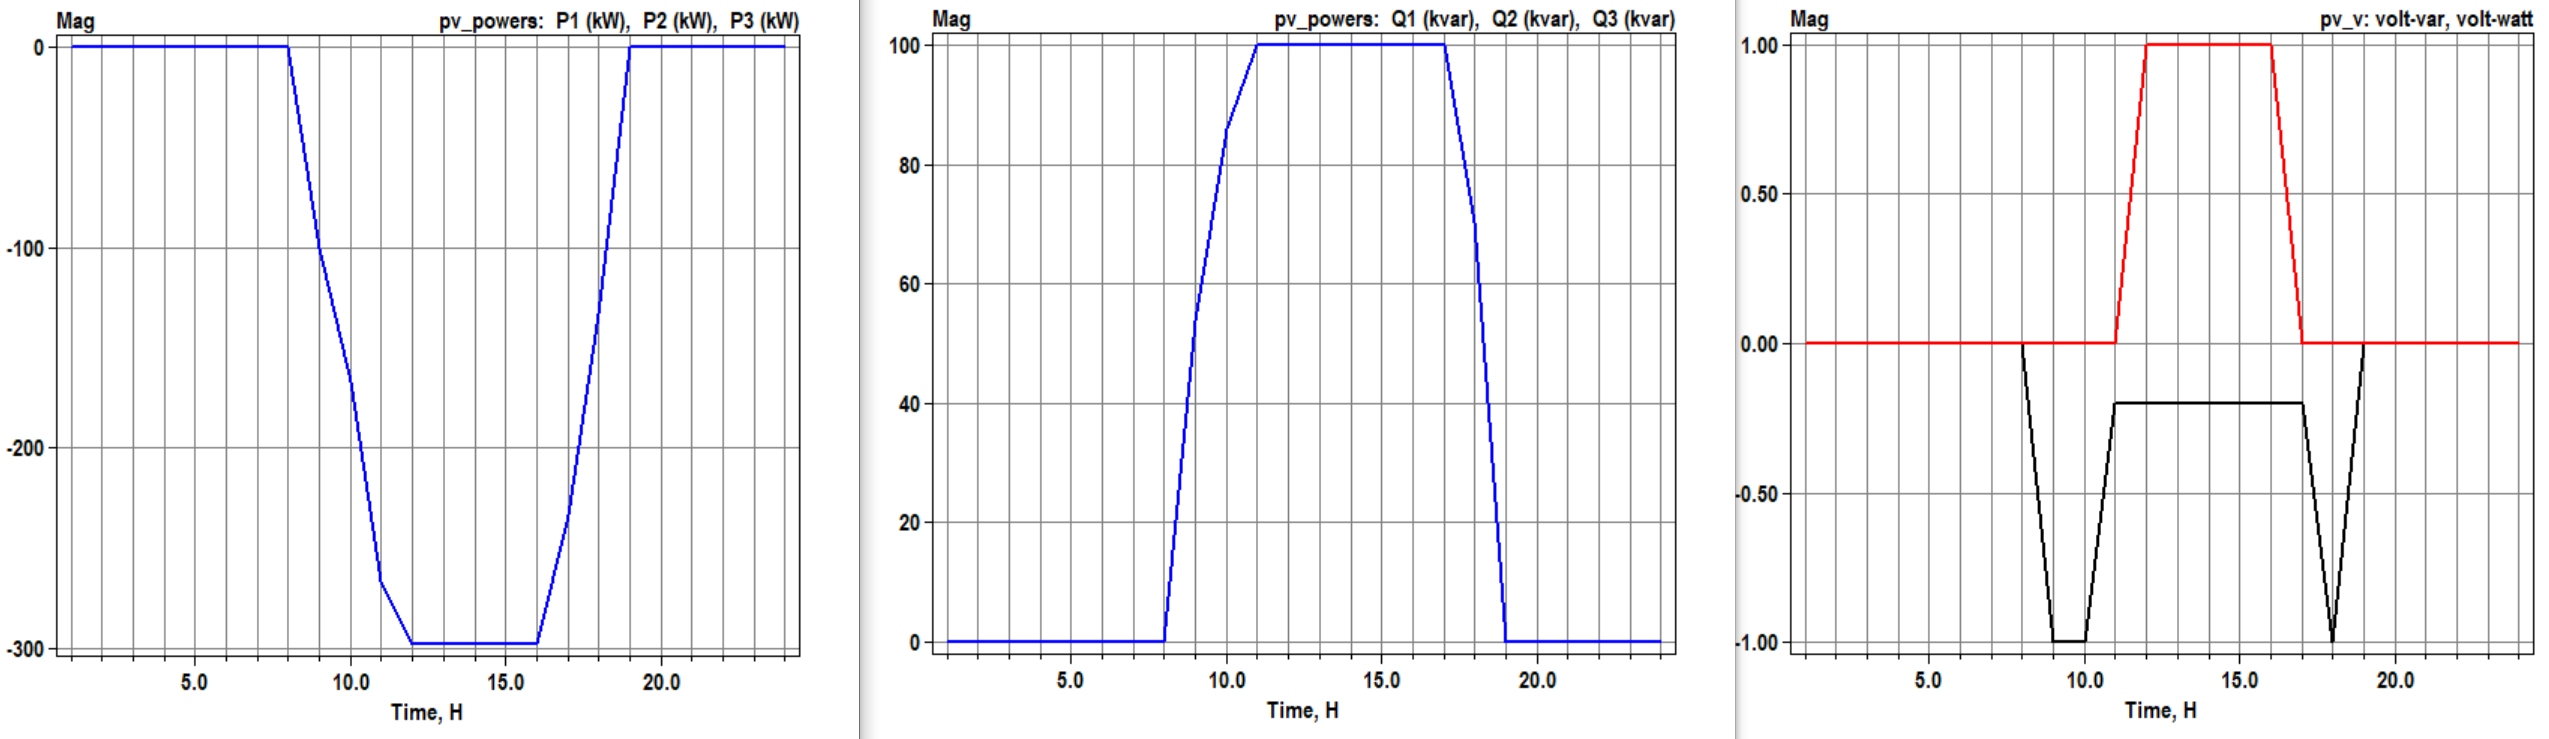 Mag
pv_powers: P1 (kW), P2 (kW), P3 (kW)
0
-100
-200
-300
5.0 10.0 15.0 20.0
Time, H
Mag
pv_powers: Q1 (kvar), Q2 (kvar), Q3 (kvar)
100
80
60
40
20
0
5.0 10.0 15.0 20.0
Time, H
Mag
pv_v: volt-var, volt-watt
1.00
0.50
0.00
-0.50
-1.00
5.0 10.0 15.0 20.0
Time, H